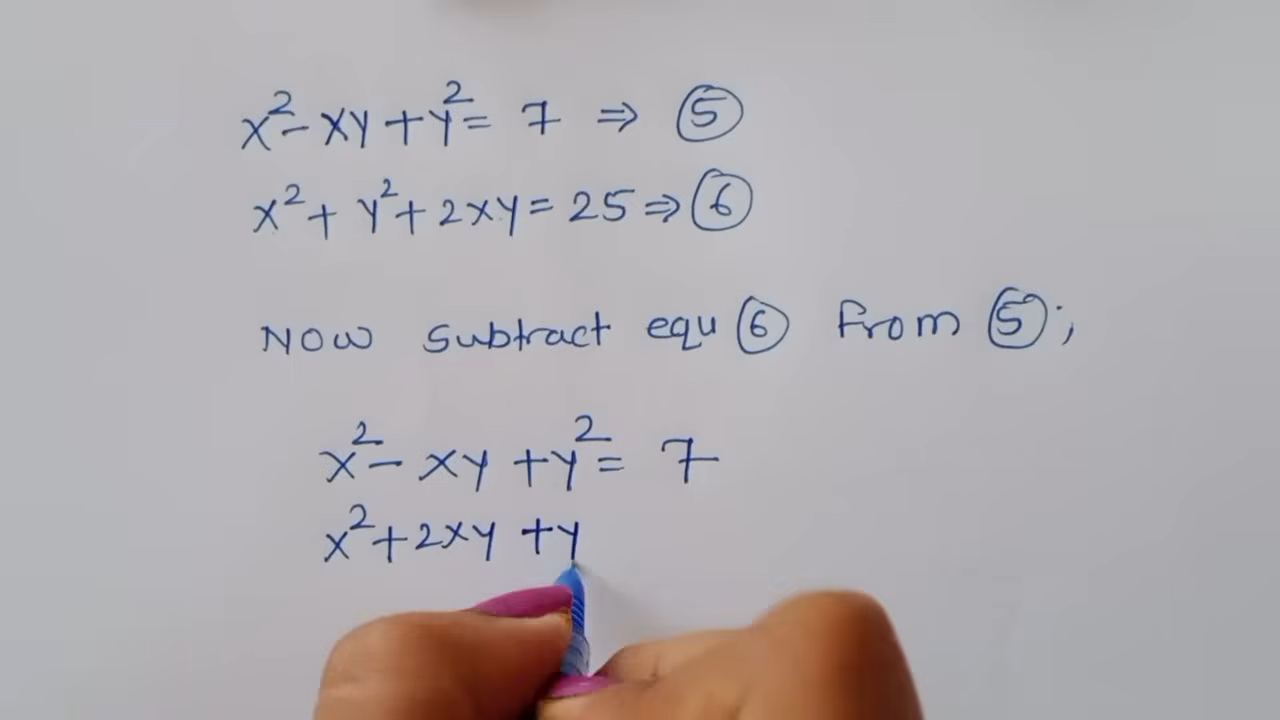 x² - xy + y² = 7 ⇒ ⑤
x² + y² + 2xy = 25 ⇒ ⑥
Now subtract equ ⑥ from ⑤;
x² - xy + y² = 7
x² + 2xy + y